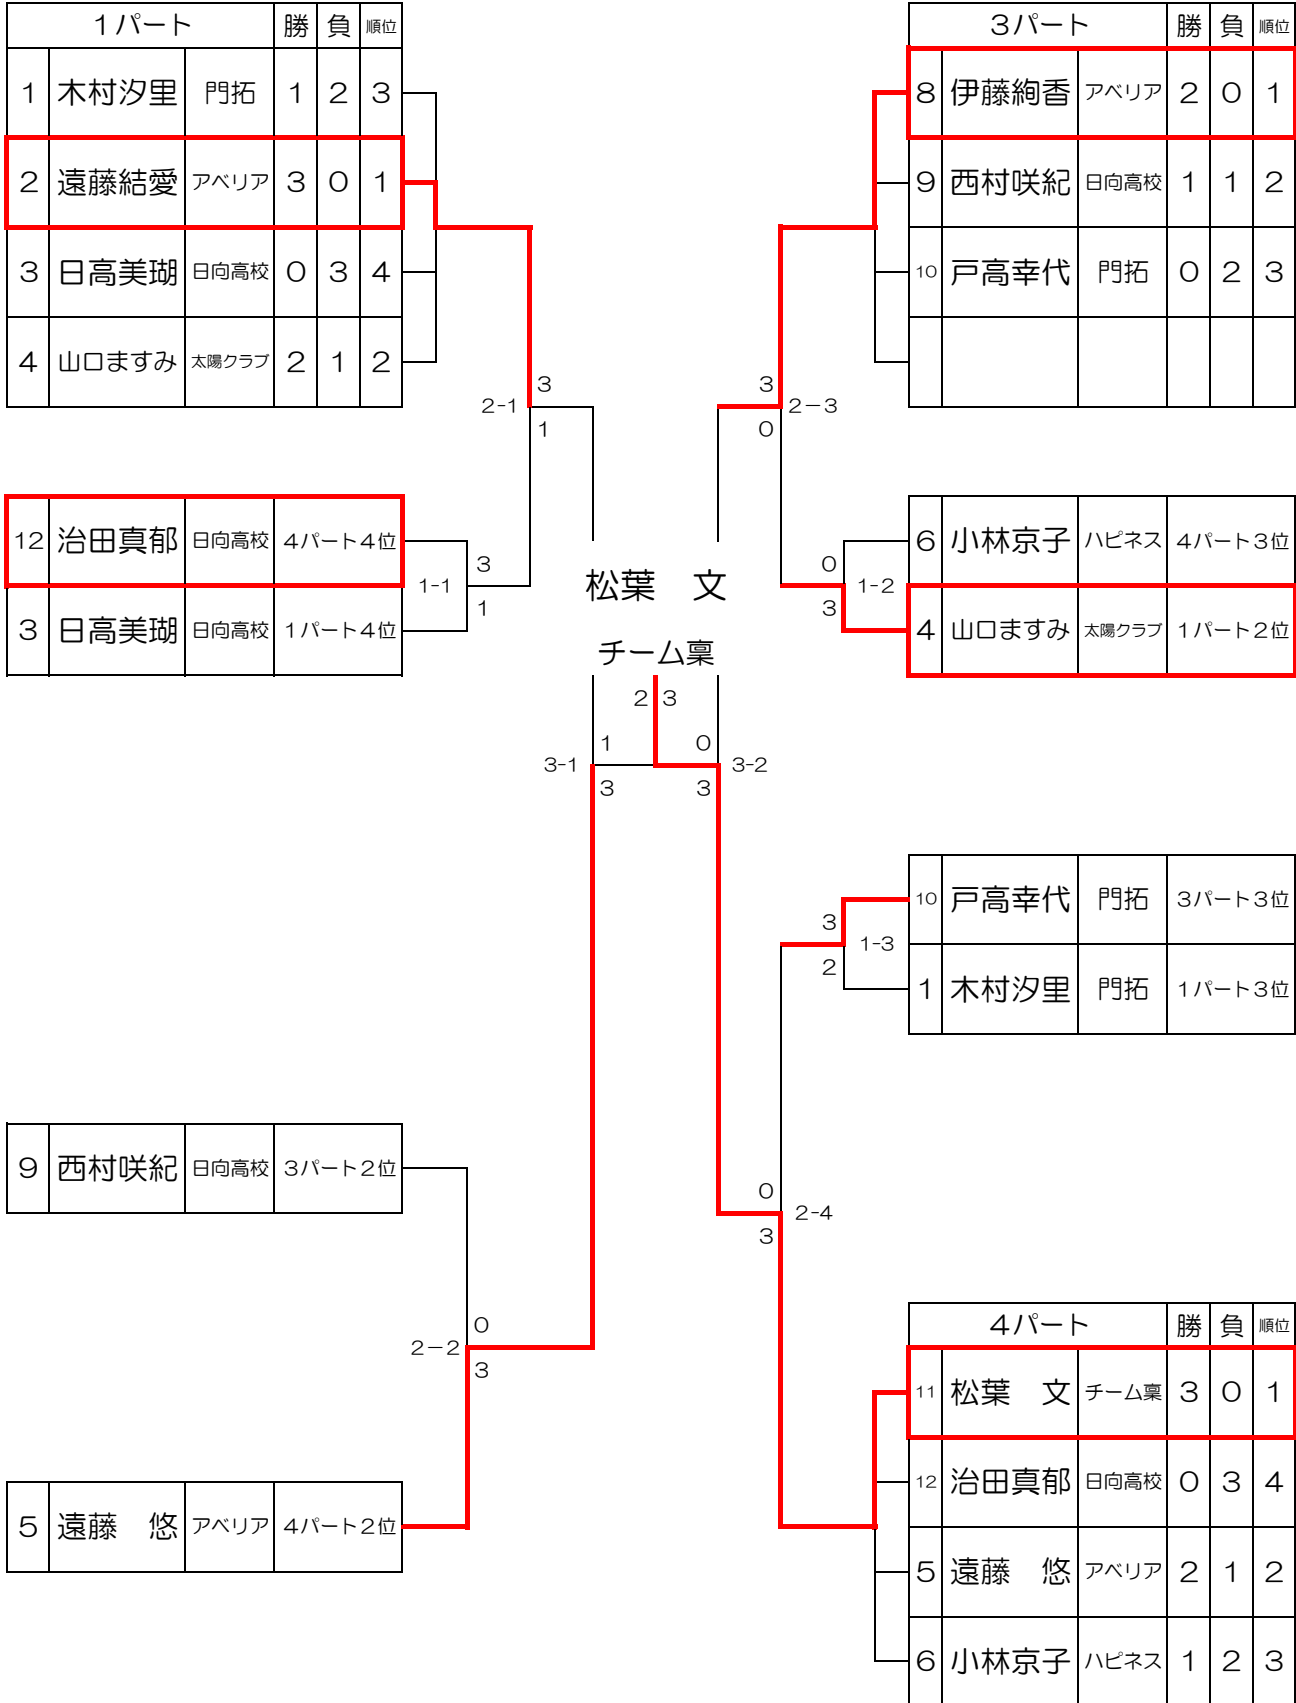 １パート 勝 負 順位
1 木村汐里 門拓 1 2 3
2 遠藤結愛 アベリア 3 0 1
3 日高美瑚 日向高校 0 3 4
4 山口ますみ 太陽クラブ 2 1 2
３パート 勝 負 順位
8 伊藤絢香 アベリア 2 0 1
9 西村咲紀 日向高校 1 1 2
10 戸高幸代 門拓 0 2 3
3
2-1
1
3
2－3
0
12 治田真郁 日向高校 4パート4位
3 日高美瑚 日向高校 1パート4位
3
1-1
1
6 小林京子 ハピネス 4パート3位
4 山口ますみ 太陽クラブ 1パート2位
0
1-2
3
松葉　文
チーム稟
2 3
1
3-1
3
0
3-2
3
10 戸高幸代 門拓 3パート3位
1 木村汐里 門拓 1パート3位
3
1-3
2
9 西村咲紀 日向高校 3パート2位
0
2－2
3
5 遠藤　悠 アベリア 4パート2位
0
2-4
3
４パート 勝 負 順位
11 松葉　文 チーム稟 3 0 1
12 治田真郁 日向高校 0 3 4
5 遠藤　悠 アベリア 2 1 2
6 小林京子 ハピネス 1 2 3